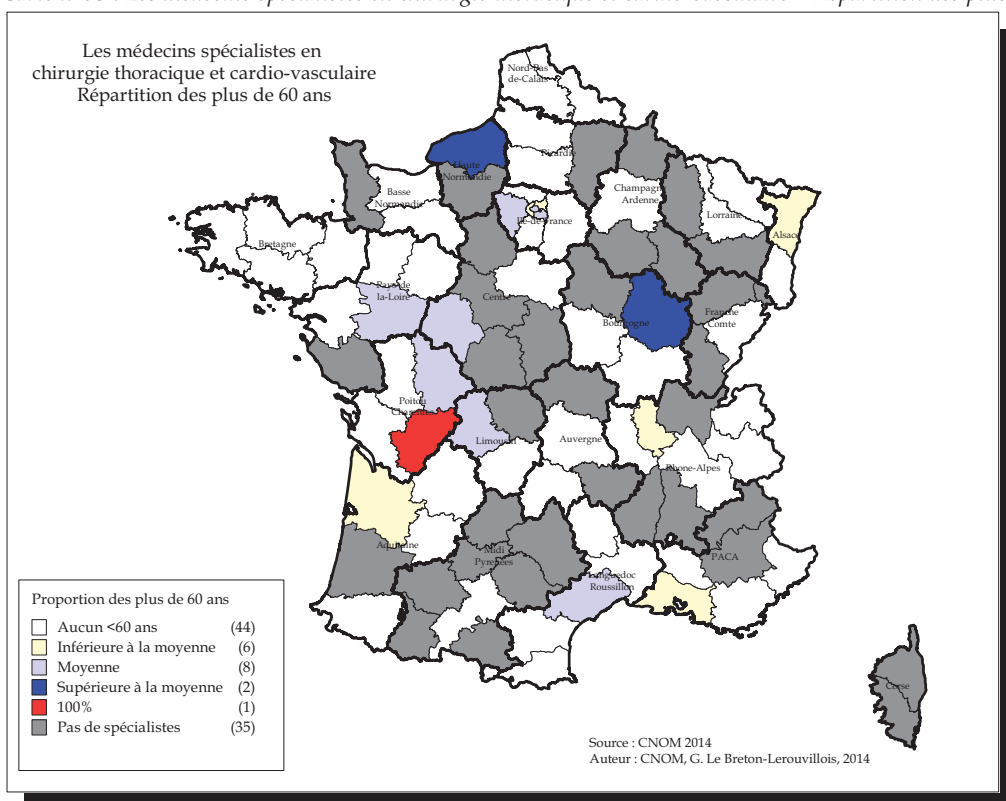 Les médecins spécialistes en
chirurgie thoracique et cardio-vasculaire
Répartition des plus de 60 ans
Nord-Pas
de-Calais
Picardie
Haute
Normandie
Basse
Normandie
Champagne
Ardenne
Lorraine
Alsace
Ile-de-France
Bretagne
Pays-de
la-Loire
Centre
Bourgogne
Franche
Comte
Poitou
Charentes
Limousin
Auvergne
Rhone-Alpes
Aquitaine
Midi
Pyrénées
PACA
Languedoc
Roussillon
Corse
Proportion des plus de 60 ans
Aucun <60 ans (44)
Inférieure à la moyenne (6)
Moyenne (8)
Supérieure à la moyenne (2)
100% (1)
Pas de spécialistes (35)
Source : CNOM 2014
Auteur : CNOM, G. Le Breton-Lerouvillois, 2014